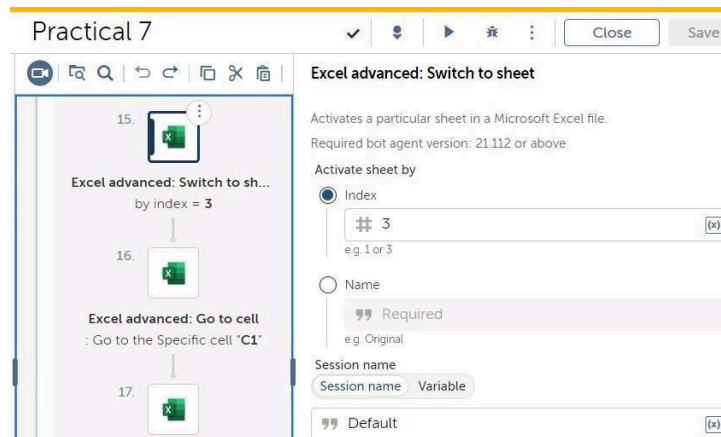 Practical 7
Close
Save
Excel advanced: Switch to sheet
15.
Activates a particular sheet in a Microsoft Excel file.
Required bot agent version: 21.112 or above
Excel advanced: Switch to sh...
by index = 3
Activate sheet by
Index
3
(x)
e.g. 1 or 3
16.
Name
Required
e.g. Original
Excel advanced: Go to cell
: Go to the Specific cell "C1"
Session name
Session name Variable
17.
Default
(x)